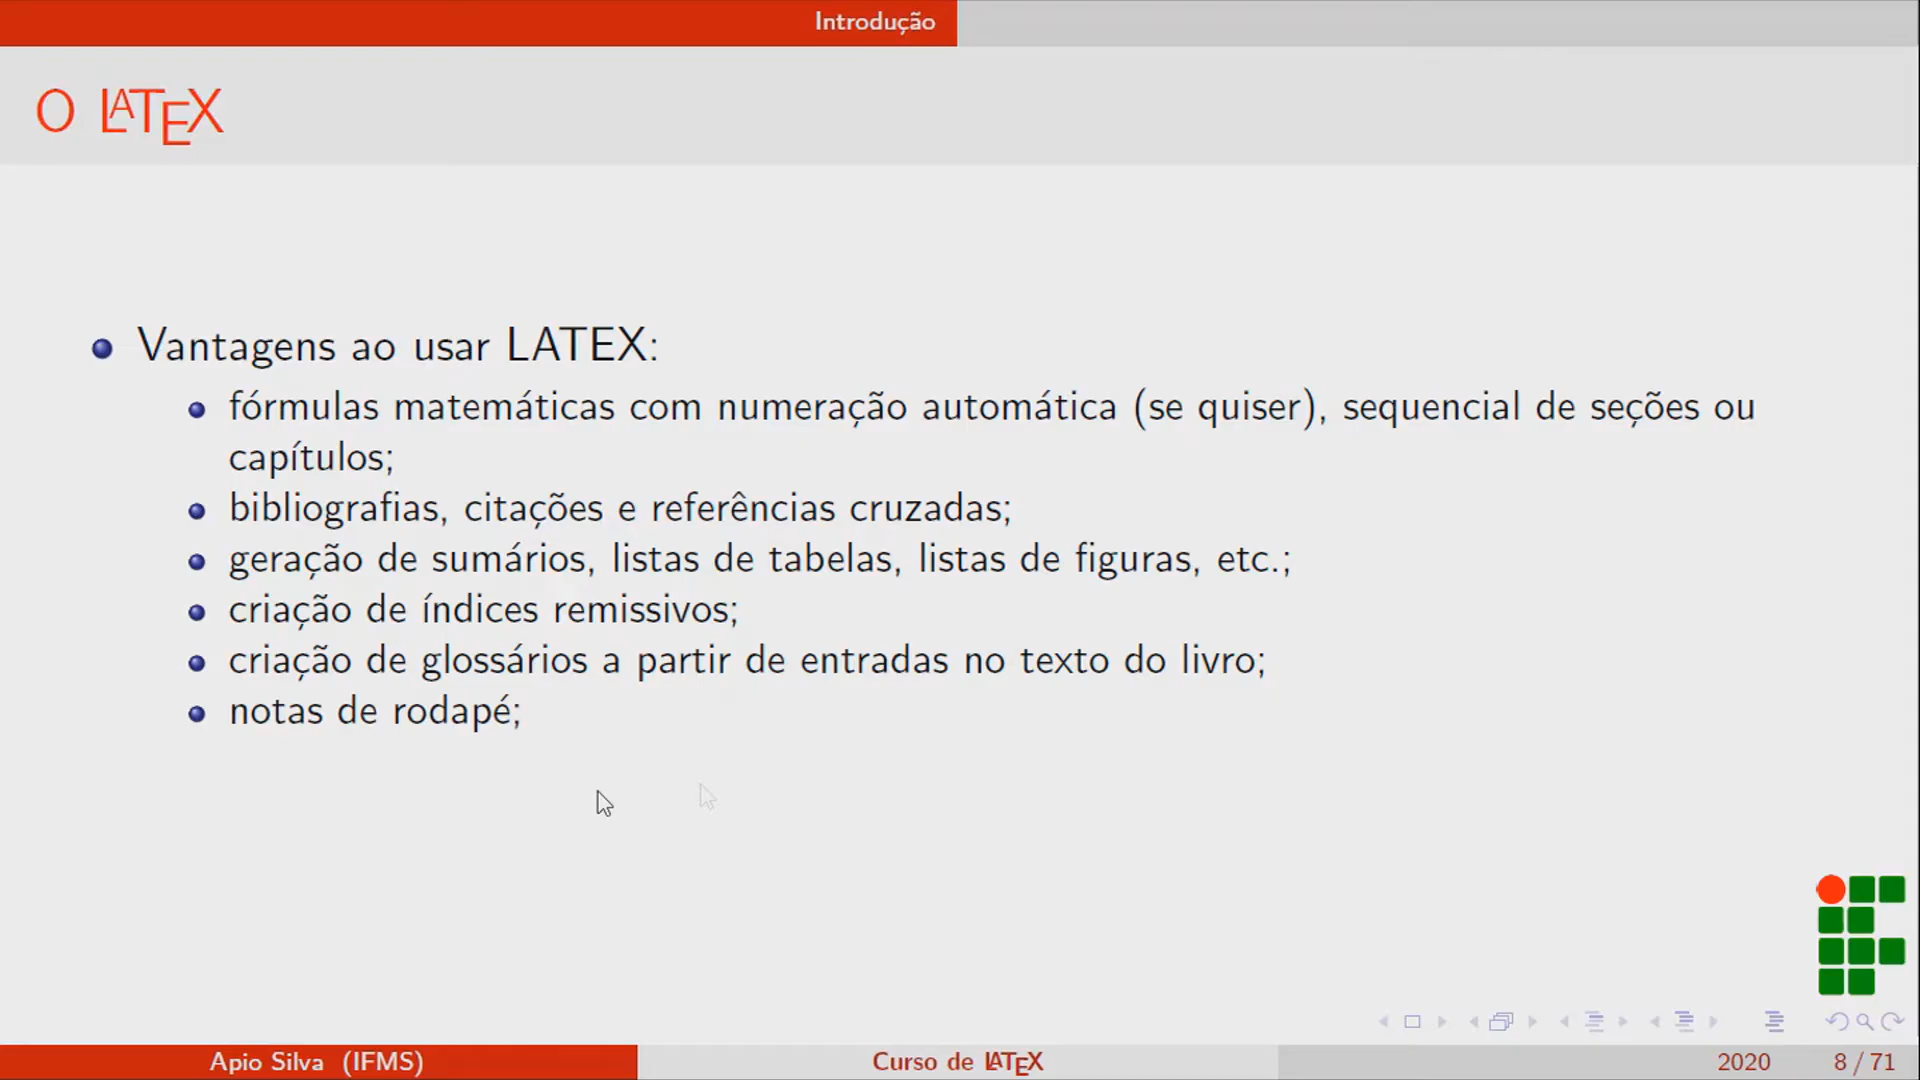 Introdução
O LATEX
Vantagens ao usar LATEX:
fórmulas matemáticas com numeração automática (se quiser), sequencial de seções ou
capítulos;
bibliografias, citações e referências cruzadas;
geração de sumários, listas de tabelas, listas de figuras, etc.;
criação de índices remissivos;
criação de glossários a partir de entradas no texto do livro;
notas de rodapé;
Apio Silva (IFMS) Curso de LATEX 2020 8 / 71